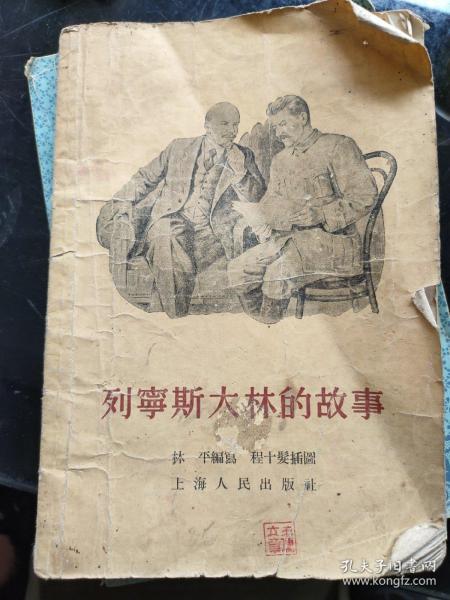 列寧斯大林的故事
林 平編寫 程十髮插圖
上海人民出版社
孔夫子旧书网
www.kongfz.com